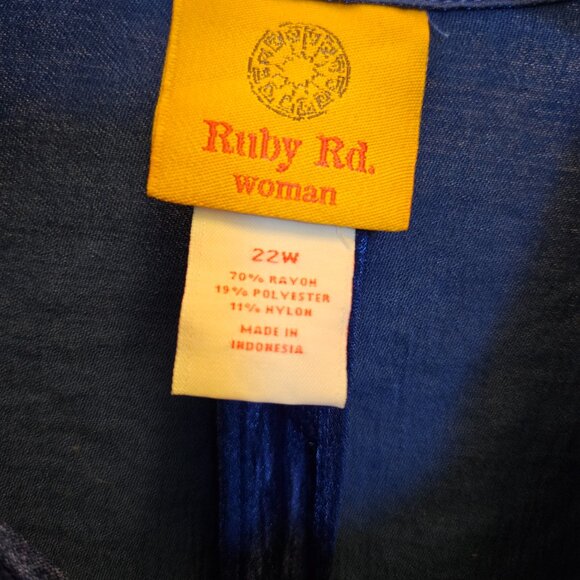 Ruby Rd.
woman
22W
70% RAYON
19% POLYESTER
11% NYLON
MADE IN
INDONESIA